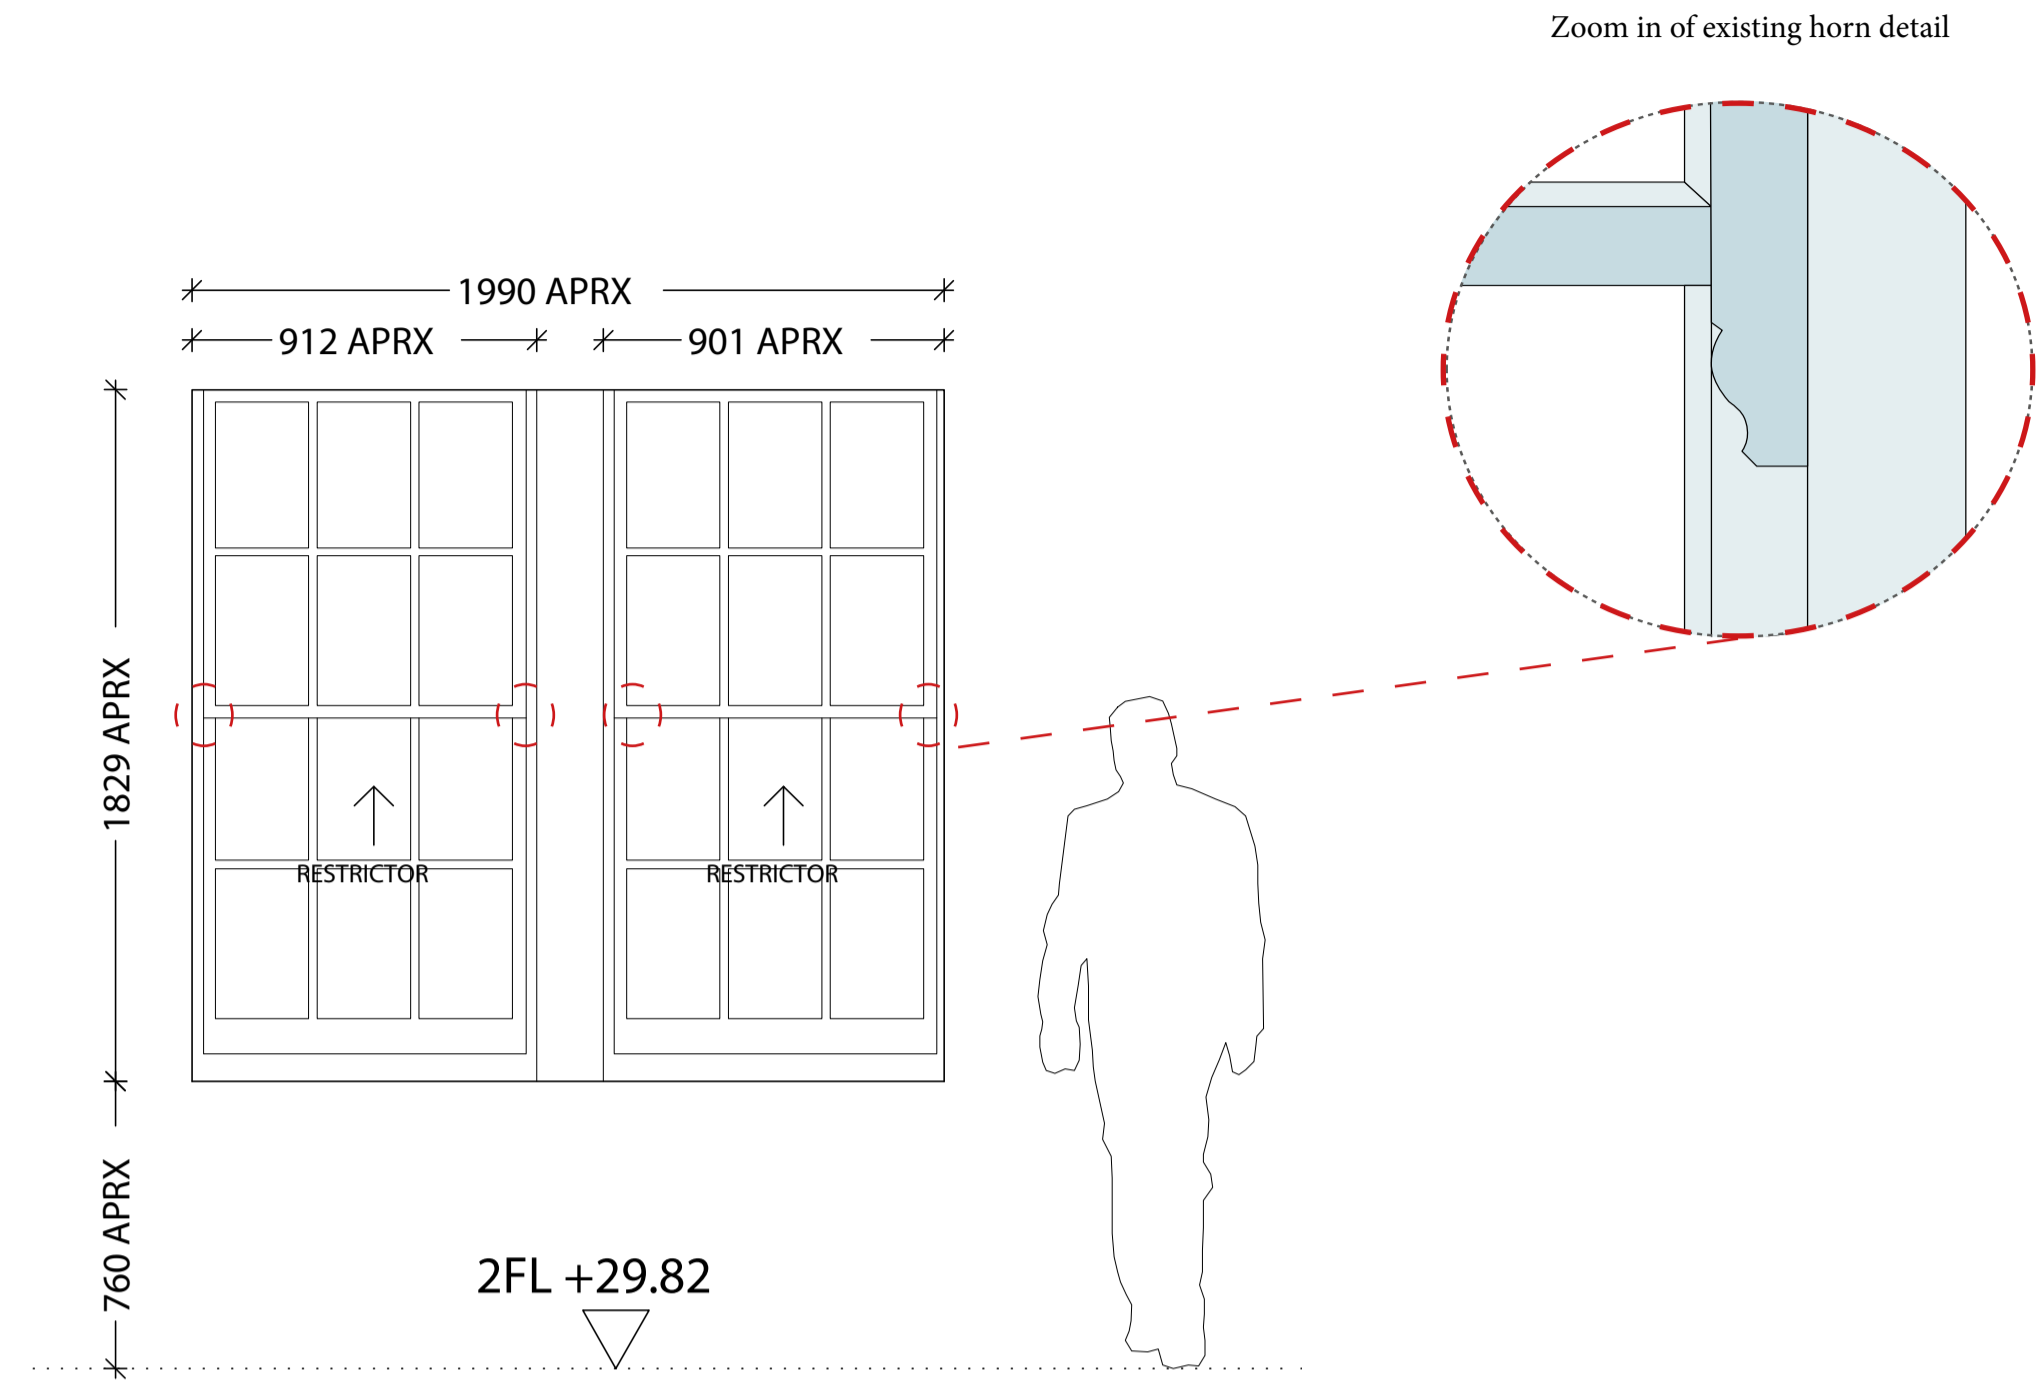 Zoom in of existing horn detail
1990 APRX
912 APRX
901 APRX
1829 APRX
RESTRICTOR
RESTRICTOR
760 APRX
2FL +29.82